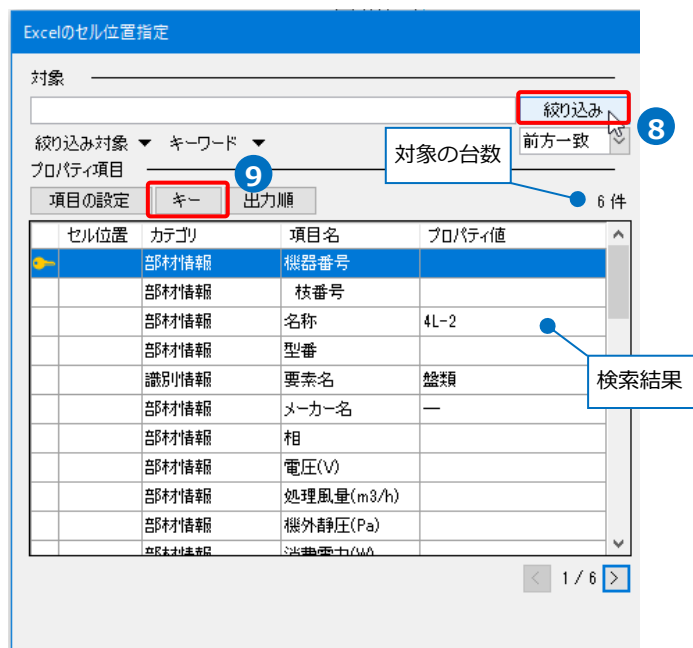 Excelのセル位置指定
対象
絞り込み
8
絞り込み対象 ▼ キーワード ▼
対象の台数
前方一致
プロパティ項目
9
項目の設定 キー 出力順
6 件
セル位置 カテゴリ 項目名 プロパティ値
部材情報 機器番号
部材情報 枝番号
部材情報 名称 4L-2
部材情報 型番
識別情報 要素名 盤類
検索結果
部材情報 メーカー名 —
部材情報 相
部材情報 電圧(V)
部材情報 処理風量(m3/h)
部材情報 機外静圧(Pa)
部材情報 消費電力(W)
< 1 / 6 >